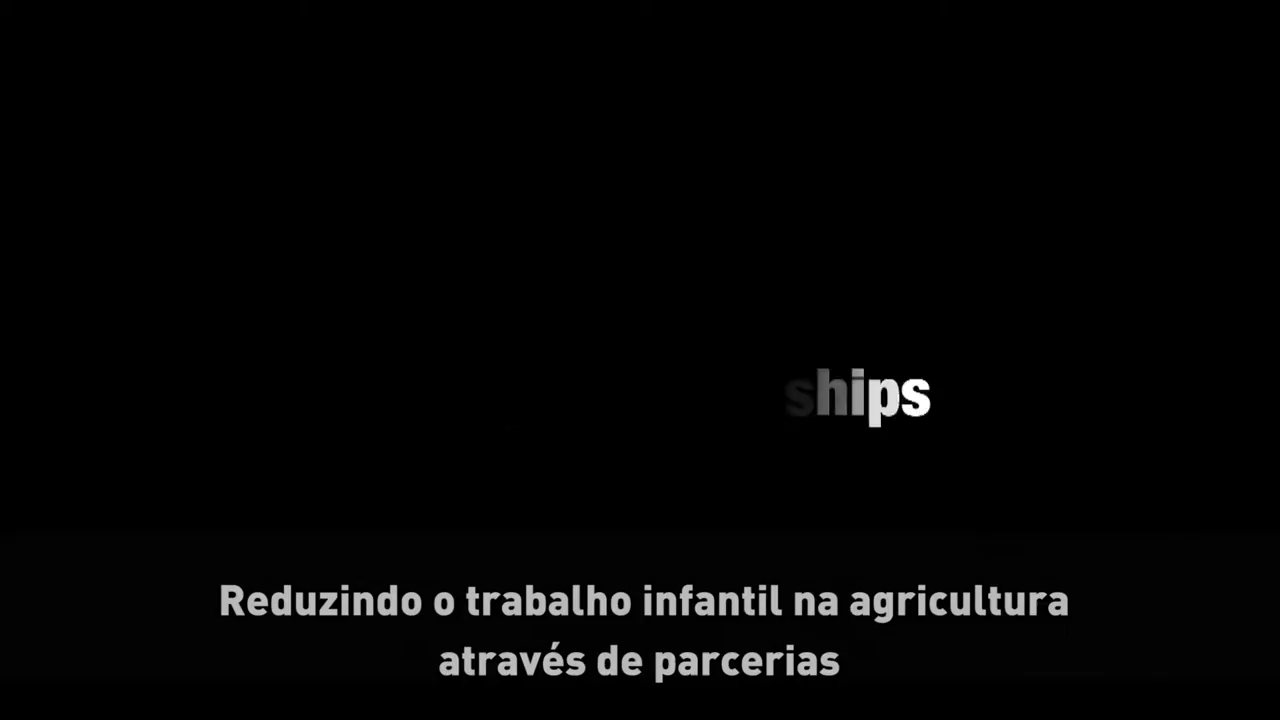 ships
Reduzindo o trabalho infantil na agricultura
através de parcerias